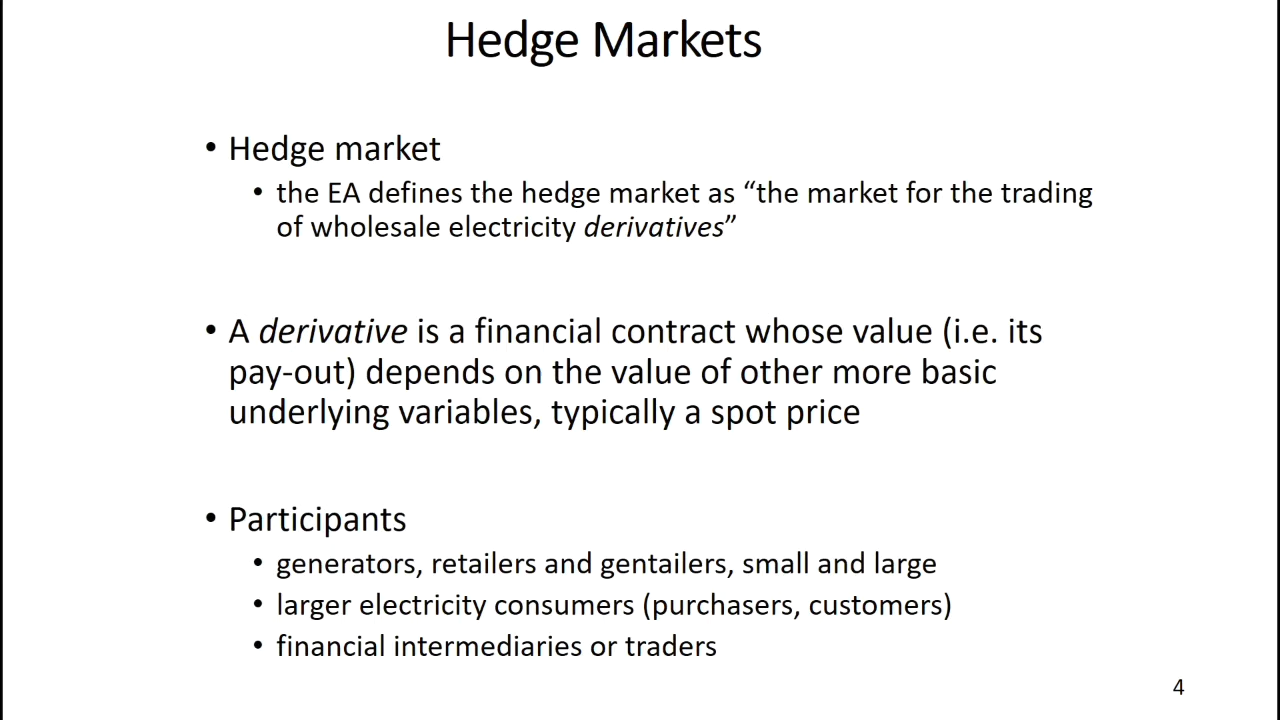 Hedge Markets
• Hedge market
• the EA defines the hedge market as “the market for the trading
of wholesale electricity derivatives”
• A derivative is a financial contract whose value (i.e. its
pay-out) depends on the value of other more basic
underlying variables, typically a spot price
• Participants
• generators, retailers and gentailers, small and large
• larger electricity consumers (purchasers, customers)
• financial intermediaries or traders
4